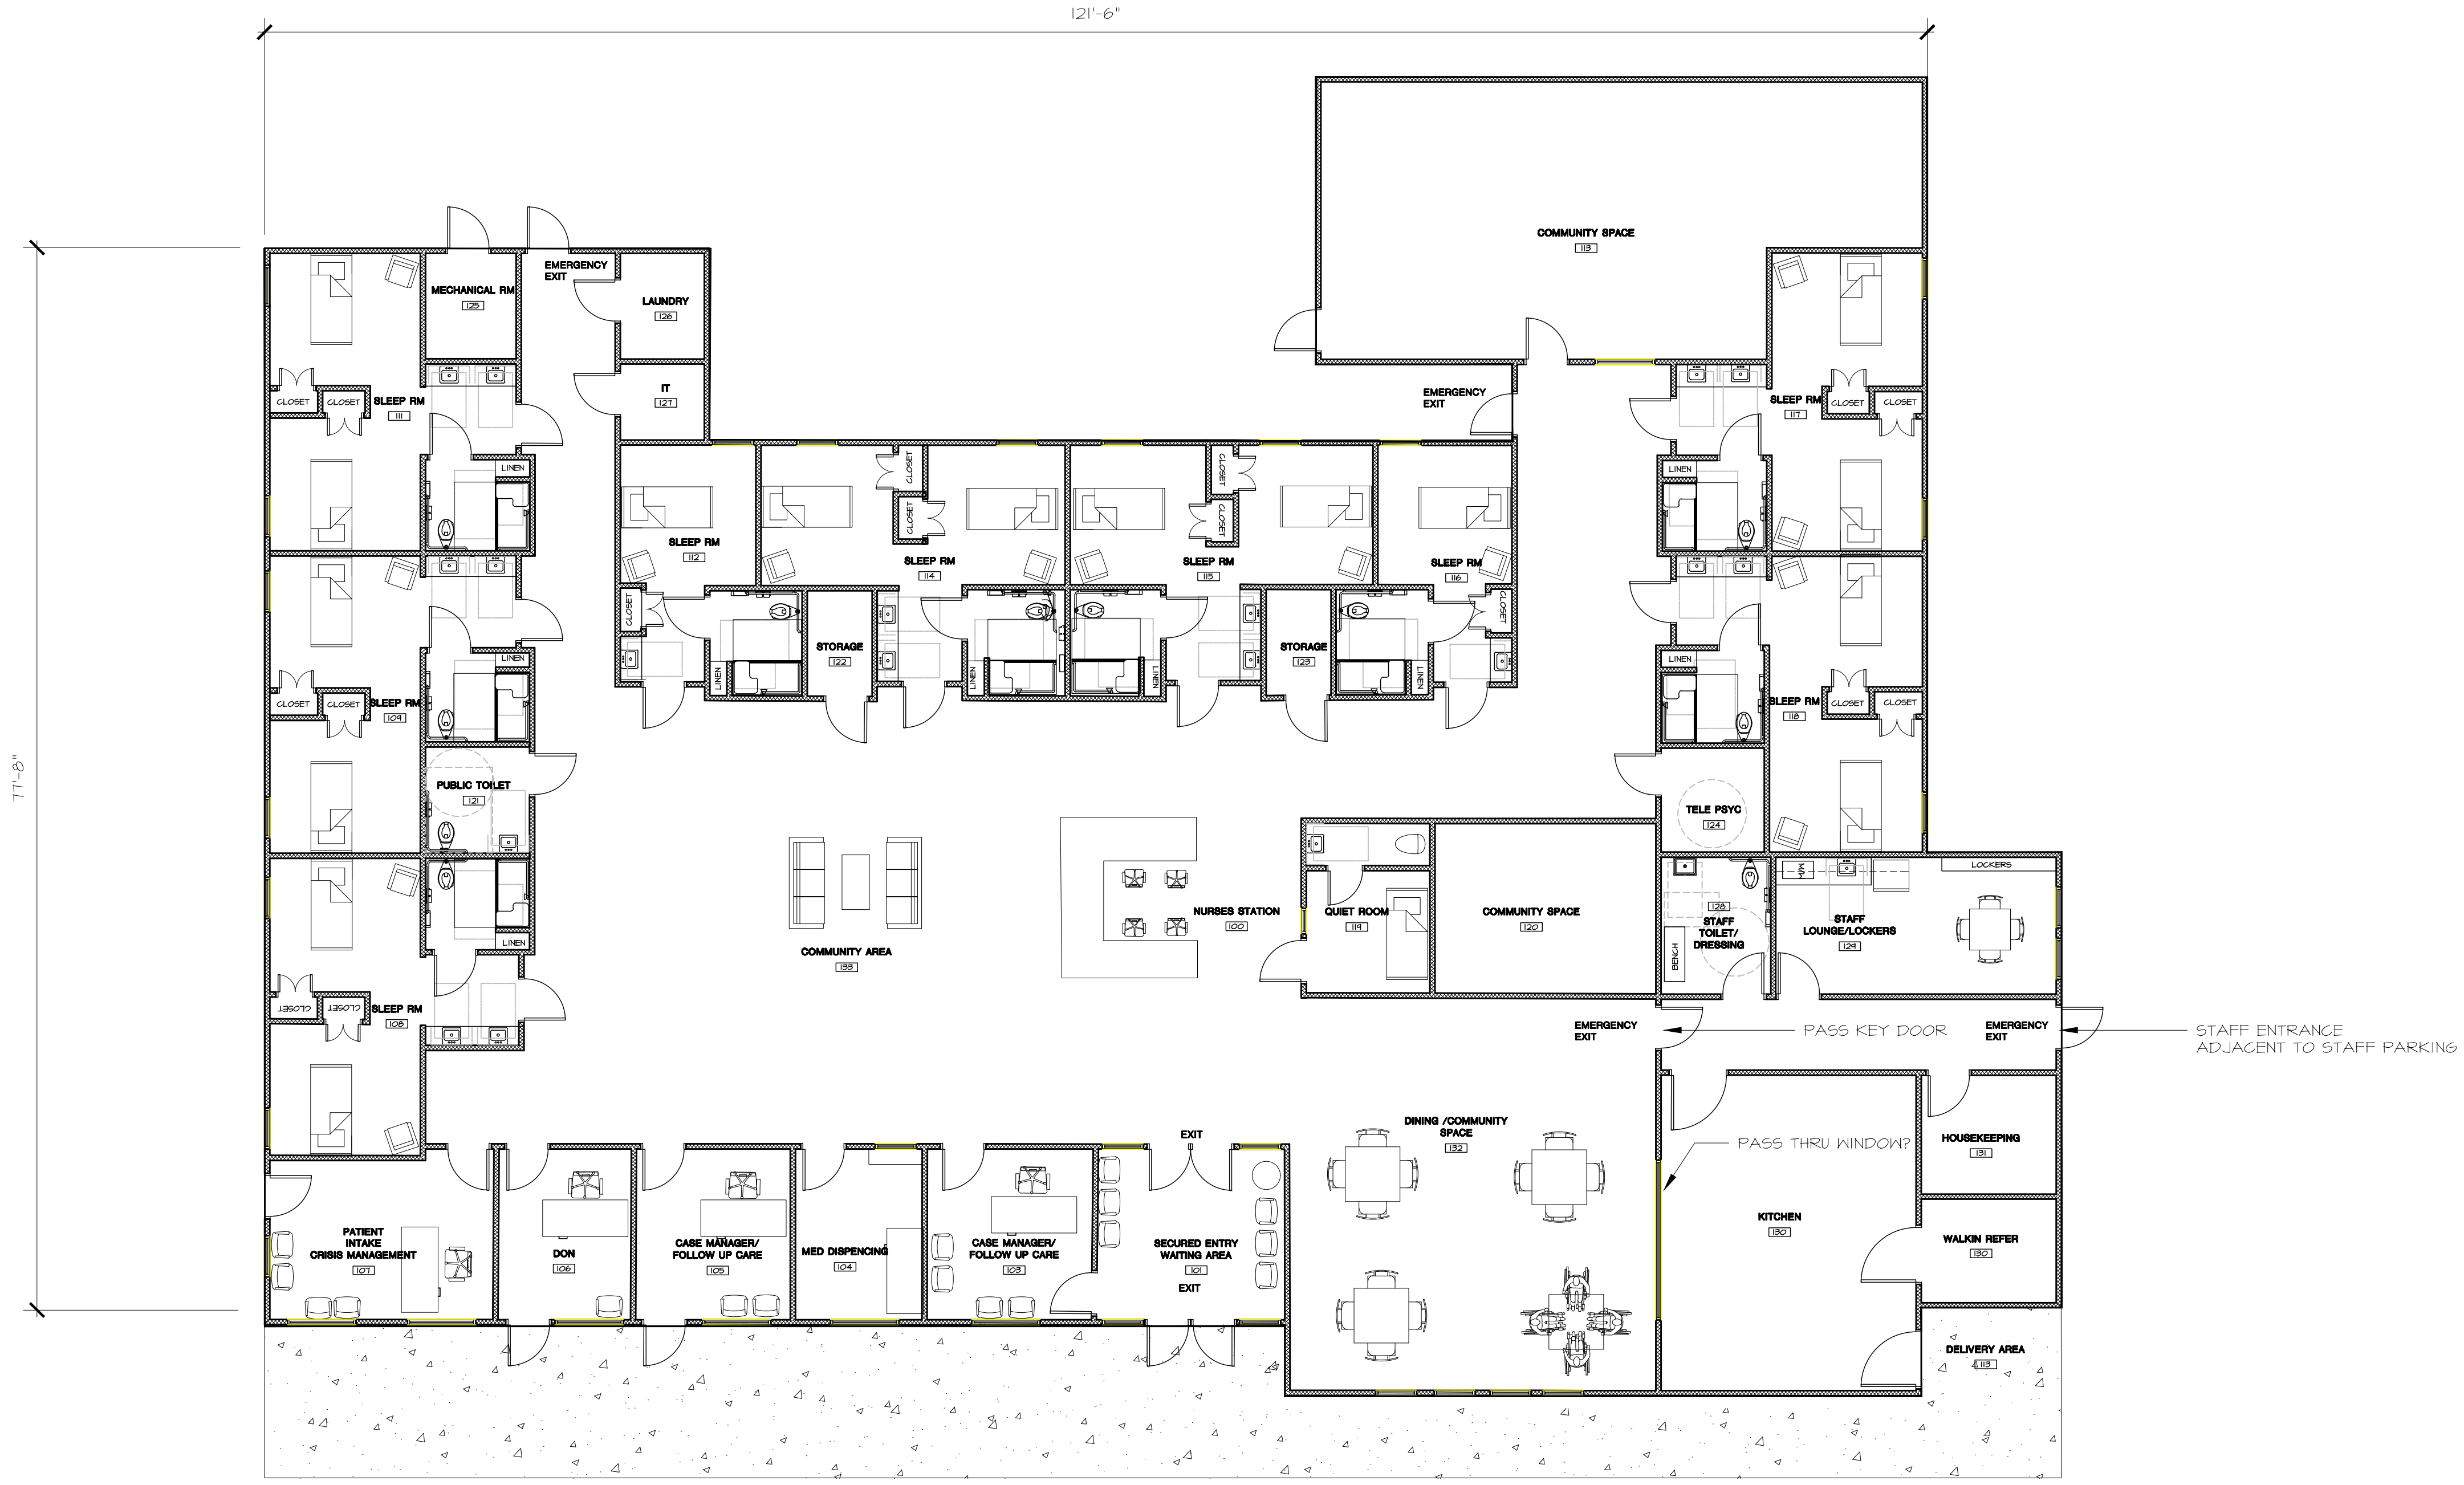 121'-6"
77'-8"
COMMUNITY SPACE
113
MECHANICAL RM
125
EMERGENCY
EXIT
LAUNDRY
126
IT
127
EMERGENCY
EXIT
CLOSET
CLOSET
SLEEP RM
111
LINEN
SLEEP RM
117
CLOSET
CLOSET
LINEN
SLEEP RM
112
CLOSET
CLOSET
SLEEP RM
114
CLOSET
CLOSET
SLEEP RM
115
SLEEP RM
116
CLOSET
LINEN
STORAGE
122
LINEN
LINEN
STORAGE
123
LINEN
CLOSET
LINEN
CLOSET
CLOSET
SLEEP RM
109
LINEN
SLEEP RM
118
CLOSET
CLOSET
PUBLIC TOILET
121
TELE PSYC
124
LINEN
CLOSET
CLOSET
SLEEP RM
108
COMMUNITY AREA
133
NURSES STATION
100
QUIET ROOM
119
COMMUNITY SPACE
120
128
STAFF
TOILET/
DRESSING
BENCH
M/W
LOCKERS
STAFF
LOUNGE/LOCKERS
129
EMERGENCY
EXIT
PASS KEY DOOR
EMERGENCY
EXIT
STAFF ENTRANCE
ADJACENT TO STAFF PARKING
DINING /COMMUNITY
SPACE
132
PASS THRU WINDOW?
HOUSEKEEPING
131
KITCHEN
130
WALKIN REFER
130
DELIVERY AREA
113
PATIENT
INTAKE
CRISIS MANAGEMENT
107
DON
106
CASE MANAGER/
FOLLOW UP CARE
105
MED DISPENCING
104
CASE MANAGER/
FOLLOW UP CARE
103
EXIT
SECURED ENTRY
WAITING AREA
101
EXIT